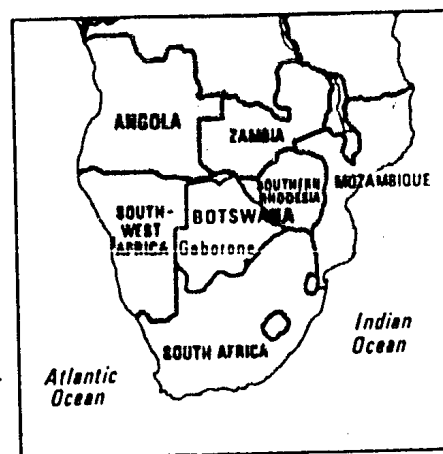 ANGOLA
ZAMBIA
SOUTHERN
RHODESIA
MOZAMBIQUE
SOUTH-
WEST
AFRICA
BOTSWANA
Gaborone
SOUTH AFRICA
Atlantic
Ocean
Indian
Ocean